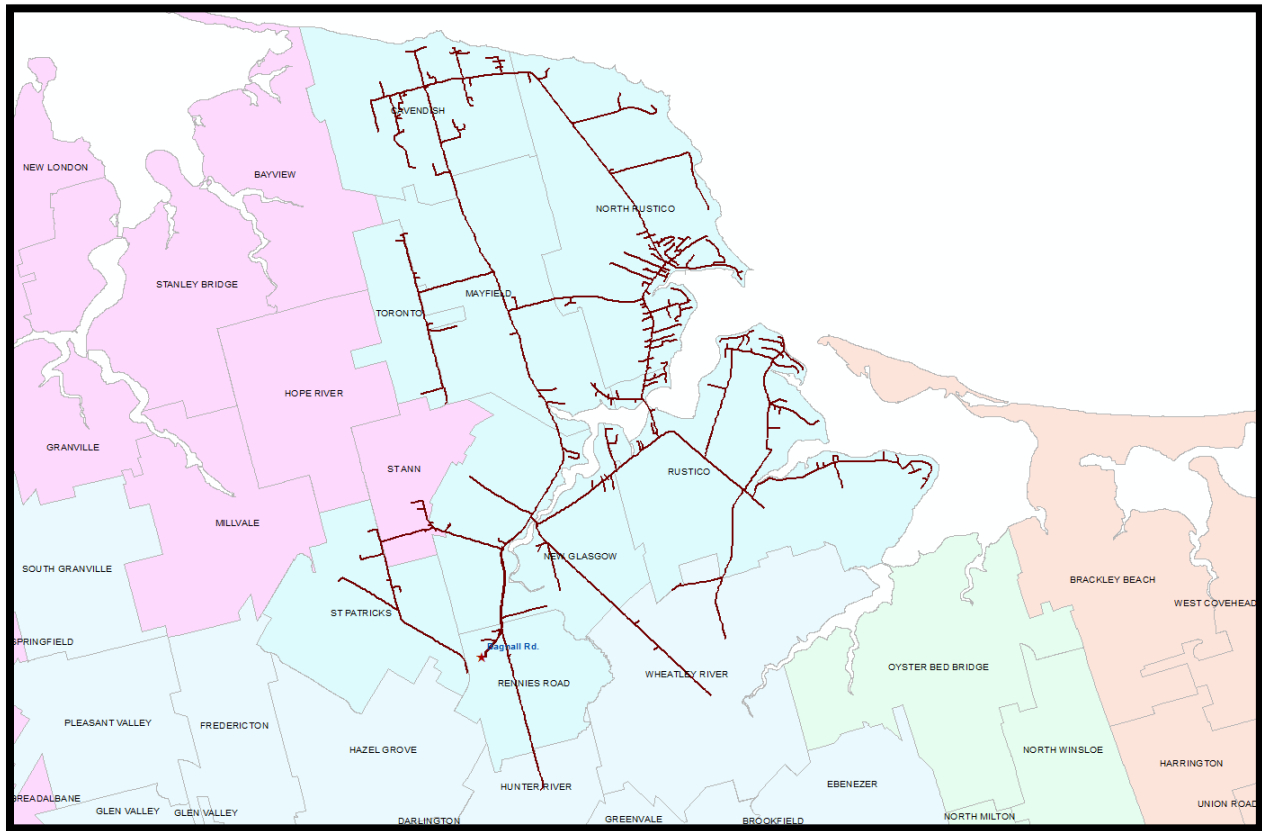 CAVENDISH
NEW LONDON
BAYVIEW
NORTH RUSTICO
STANLEY BRIDGE
MAYFIELD
TORONTO
HOPE RIVER
GRANVILLE
ST ANN
RUSTICO
MILLVALE
NEW GLASGOW
SOUTH GRANVILLE
BRACKLEY BEACH
WEST COVEHEAD
ST PATRICKS
SPRINGFIELD
Bagnall Rd.
OYSTER BED BRIDGE
WHEATLEY RIVER
RENNIES ROAD
PLEASANT VALLEY
FREDERICTON
HAZEL GROVE
NORTH WINSLOE
HARRINGTON
HUNTER RIVER
EBENEZER
BREADALBANE
UNION ROAD
GLEN VALLEY
GLEN VALLEY
NORTH MILTON
GREENVALE
DARLINGTON
BROOKFIELD